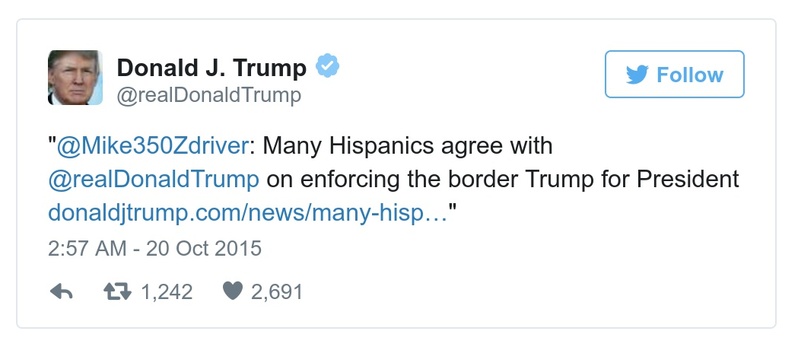 Donald J. Trump
Follow
@realDonaldTrump
"@Mike350Zdriver: Many Hispanics agree with
@realDonaldTrump on enforcing the border Trump for President
donaldjtrump.com/news/many-hisp…"
2:57 AM - 20 Oct 2015
1,242 2,691